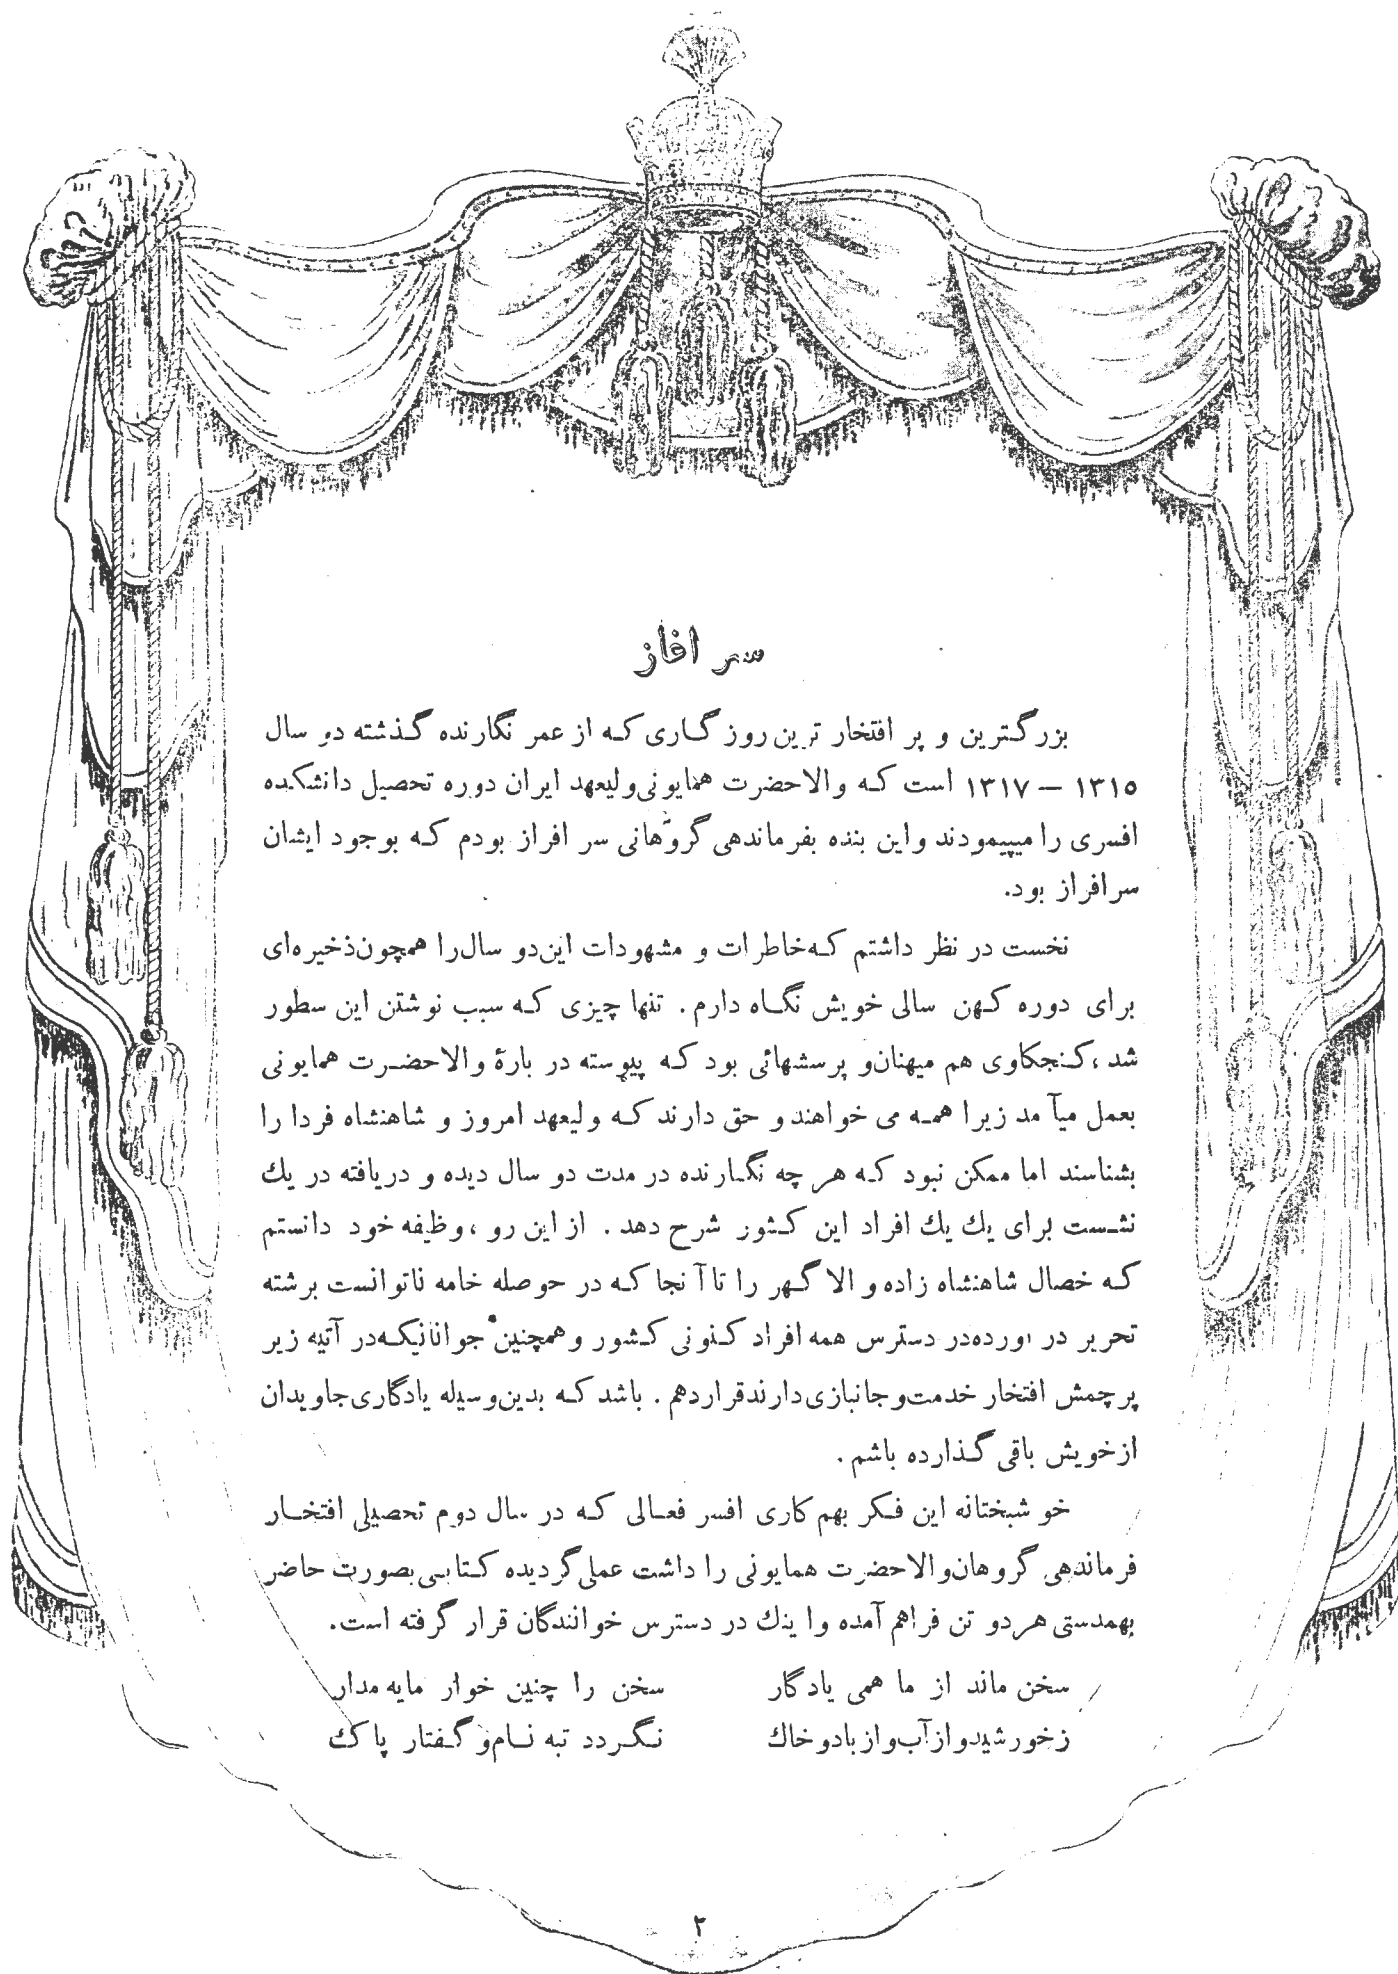 سر اغاز
بزرگترین و پر افتخار ترین روزگاری که از عمر نگارنده گذشته دو سال
۱۳۱۵ – ۱۳۱۷ است که والاحضرت همایونی ولیعهد ایران دوره تحصیل دانشکده
افسری را میپیمودند و این بنده بفرماندهی گروهانی سر افراز بودم که بوجود ایشان
سرافراز بود.
نخست در نظر داشتم که خاطرات و مشهودات این دو سال را همچون ذخیره‌ای
برای دوره کهن سالی خویش نگاه دارم . تنها چیزی که سبب نوشتن این سطور
شد، کنجکاوی هم میهنان و پرسشهائی بود که پیوسته در بارۀ والاحضرت همایونی
بعمل میآمد زیرا همه می خواهند و حق دارند که ولیعهد امروز و شاهنشاه فردا را
بشناسند اما ممکن نبود که هر چه نگارنده در مدت دو سال دیده و دریافته در یك
نشست برای یك یك افراد این کشور شرح دهد . از این رو ، وظیفه خود دانستم
که خصال شاهنشاه زاده والا گهر را تا آنجا که در حوصله خامه ناتوانست برشته
تحریر در اورده در دسترس همه افراد کنونی کشور و همچنین جوانانیکه در آتیه زیر
پرچمش افتخار خدمت و جانبازی دارند قرار دهم . باشد که بدین وسیله یادگاری جاویدان
از خویش باقی گذارده باشم .
خوشبختانه این فکر بهم کاری افسر فعالی که در سال دوم تحصیلی افتخار
فرماندهی گروهان والاحضرت همایونی را داشت عملی گردیده کتابی بصورت حاضر
بهمدستی هر دو تن فراهم آمده و اینك در دسترس خوانندگان قرار گرفته است.
سخن ماند از ما همی یادگار سخن را چنین خوار مایه مدار
زخورشید و از آب و از باد و خاك نگردد تبه نام و گفتار پاك
۲